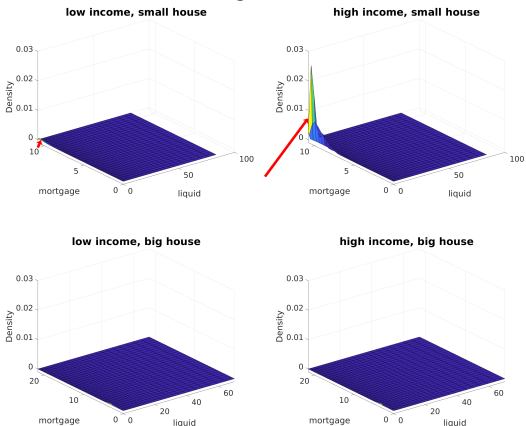 low income, small house
high income, small house
0.03
0.02
0.01
0
Density
10
5
0
mortgage
0
50
100
liquid
0.03
0.02
0.01
0
Density
10
5
0
mortgage
0
50
100
liquid
low income, big house
high income, big house
0.03
0.02
0.01
0
Density
20
10
0
mortgage
0
20
40
60
liquid
0.03
0.02
0.01
0
Density
20
10
0
mortgage
0
20
40
60
liquid